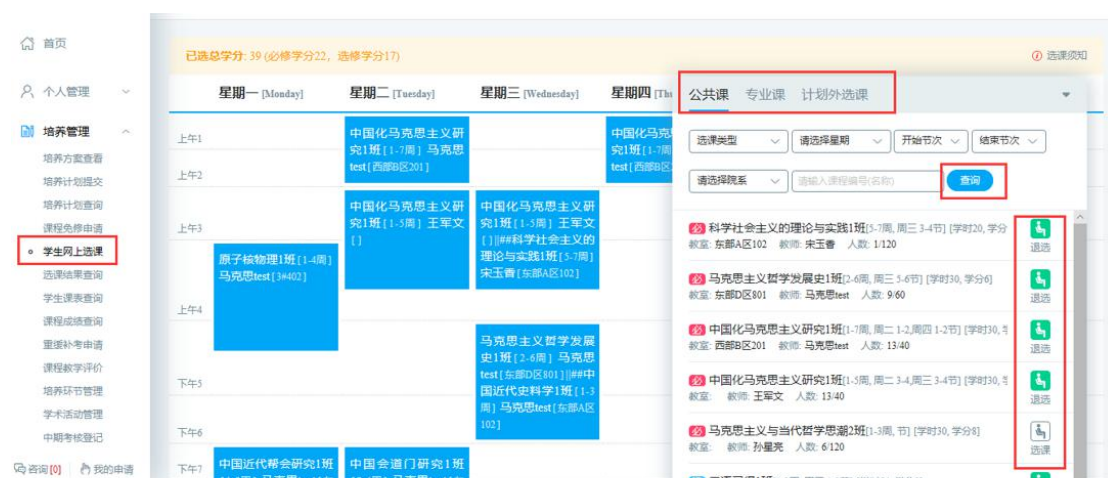 首页
个人管理
培养管理
培养方案查看
培养计划提交
培养计划查询
课程免修申请
学生网上选课
选课结果查询
学生课表查询
课程成绩查询
重修补考申请
课程教学评价
培养环节管理
学术活动管理
中期考核登记
咨询[0] 我的申请
已选总学分: 39 (必修学分22，选修学分17)
选课须知
星期一 [Monday] 星期二 [Tuesday] 星期三 [Wednesday] 星期四 [Thu
上午1
上午2
上午3
上午4
下午5
下午6
下午7
原子核物理1班[1-4周]
马克思test[3#402]
中国近代帮会研究1班
中国化马克思主义研
究1班[1-7周] 马克思
test[西部B区201]
中国化马克思主义研
究1班[1-5周] 王军文
[]
中国会道门研究1班
中国化马克思主义研
究1班[1-5周] 王军文
[]||##科学社会主义的
理论与实践1班[5-7周]
宋玉香[东部A区102]
马克思主义哲学发展
史1班[2-6周] 马克思
test[东部D区801]||##中
国近代史料学1班[1-3
周] 马克思test[东部A区
102]
中国化马克思
究1班[1-7周
test[西部B区
公共课 专业课 计划外选课
选课类型 请选择星期 开始节次 结束节次
请选择院系 请输入课程编号(名称) 查询
必 科学社会主义的理论与实践1班[5-7周, 周三 3-4节] [学时20, 学分
教室: 东部A区102 教师: 宋玉香 人数: 1/120
退选
必 马克思主义哲学发展史1班[2-6周, 周三 5-6节] [学时30, 学分6]
教室: 东部D区801 教师: 马克思test 人数: 9/60
退选
必 中国化马克思主义研究1班[1-7周, 周二 1-2,周四 1-2节] [学时30,
教室: 西部B区201 教师: 马克思test 人数: 13/40
退选
必 中国化马克思主义研究1班[1-5周, 周二 3-4,周三 3-4节] [学时30,
教室: 教师: 王军文 人数: 13/40
退选
必 马克思主义与当代哲学思潮2班[1-3周, 节] [学时30, 学分8]
教室: 教师: 孙星亮 人数: 6/120
选课